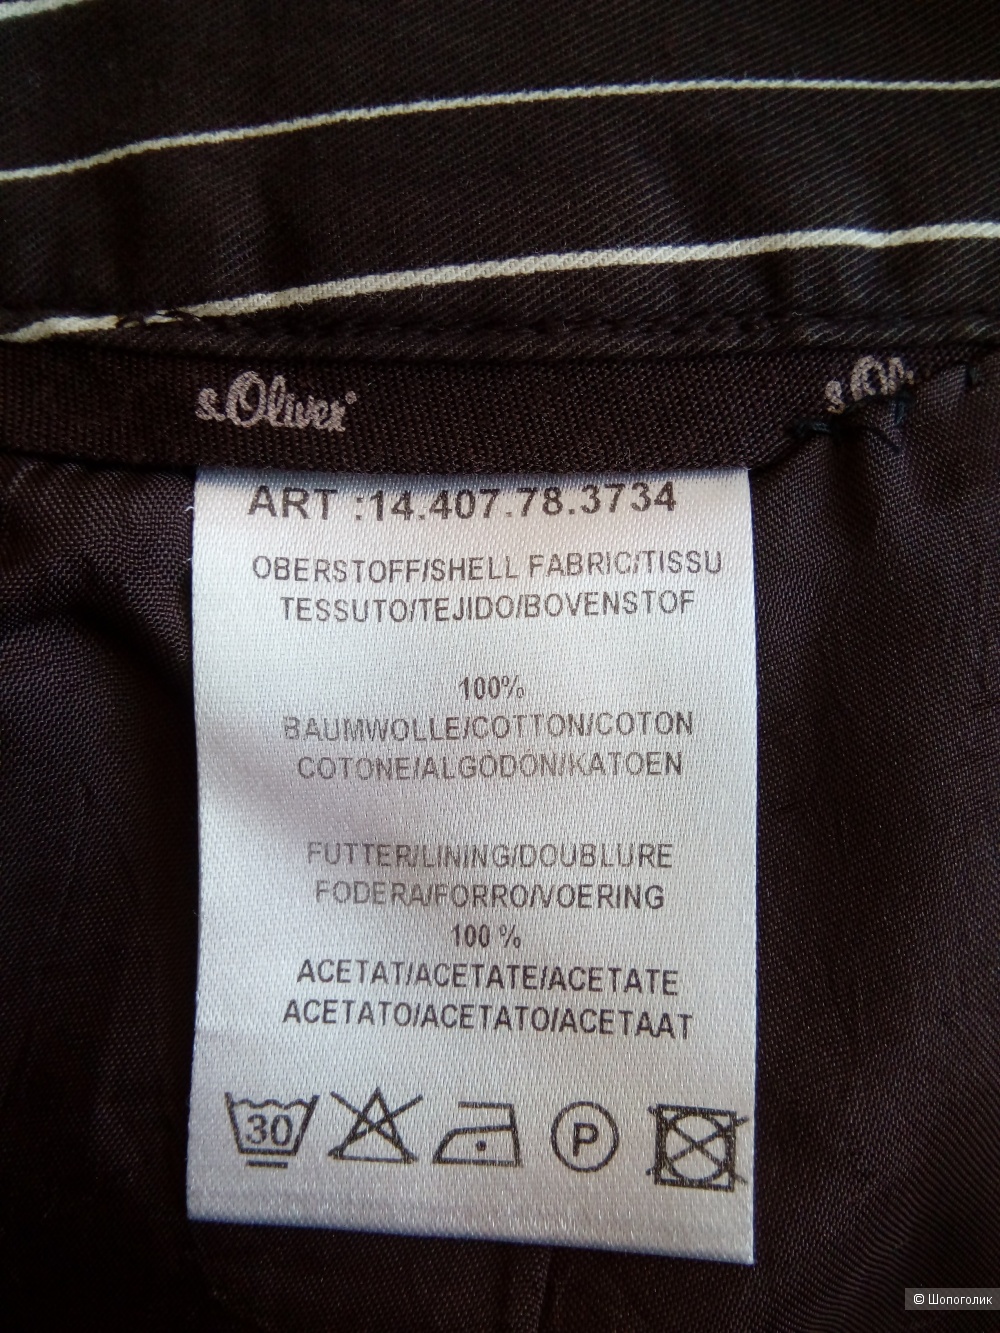 s.Oliver®
s.Ol
ART :14.407.78.3734
OBERSTOFF/SHELL FABRIC/TISSU
TESSUTO/TEJIDO/BOVENSTOF
100%
BAUMWOLLE/COTTON/COTON
COTONE/ALGODÓN/KATOEN
FUTTER/LINING/DOUBLURE
FODERA/FORRO/VOERING
100 %
ACETAT/ACETATE/ACETATE
ACETATO/ACETATO/ACETAAT
30
P
© Шопоголик